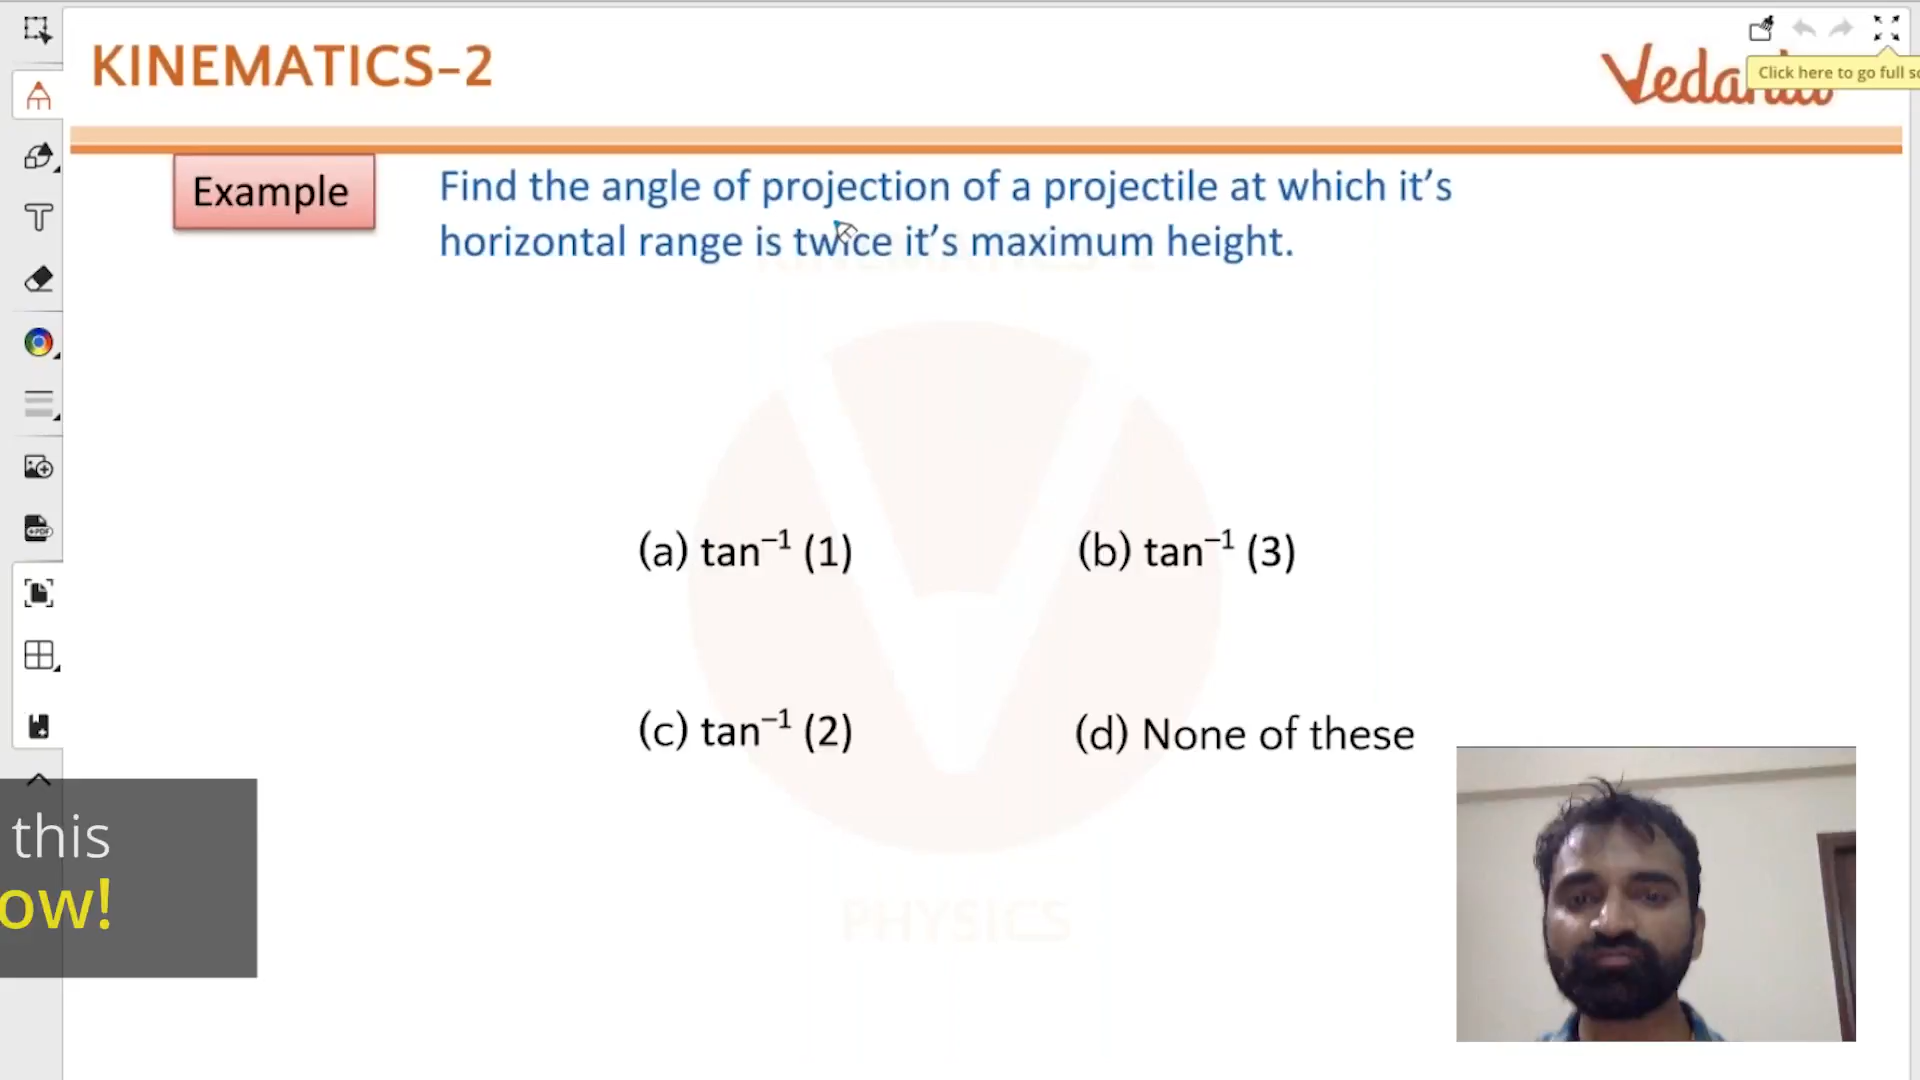 KINEMATICS-2
Click here to go full sc
Example
Find the angle of projection of a projectile at which it's
horizontal range is twice it's maximum height.
(a) tan⁻¹ (1)
(b) tan⁻¹ (3)
(c) tan⁻¹ (2)
(d) None of these
this
ow!
PHYSICS